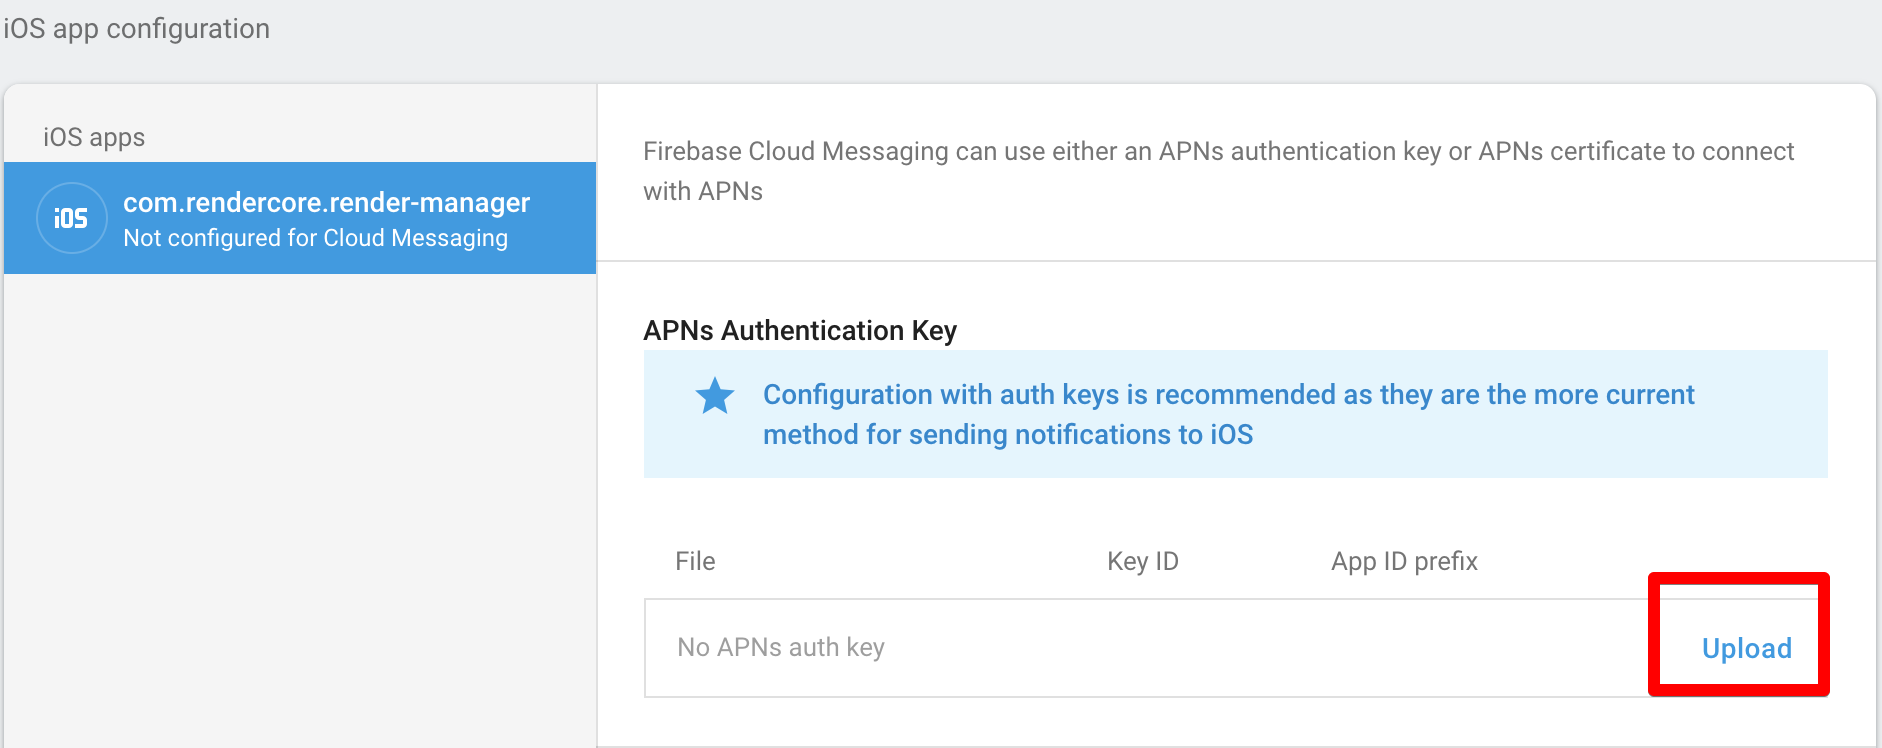 iOS app configuration
iOS apps
iOS
com.rendercore.render-manager
Not configured for Cloud Messaging
Firebase Cloud Messaging can use either an APNs authentication key or APNs certificate to connect
with APNs
APNs Authentication Key
Configuration with auth keys is recommended as they are the more current
method for sending notifications to iOS
File Key ID App ID prefix
No APNs auth key Upload